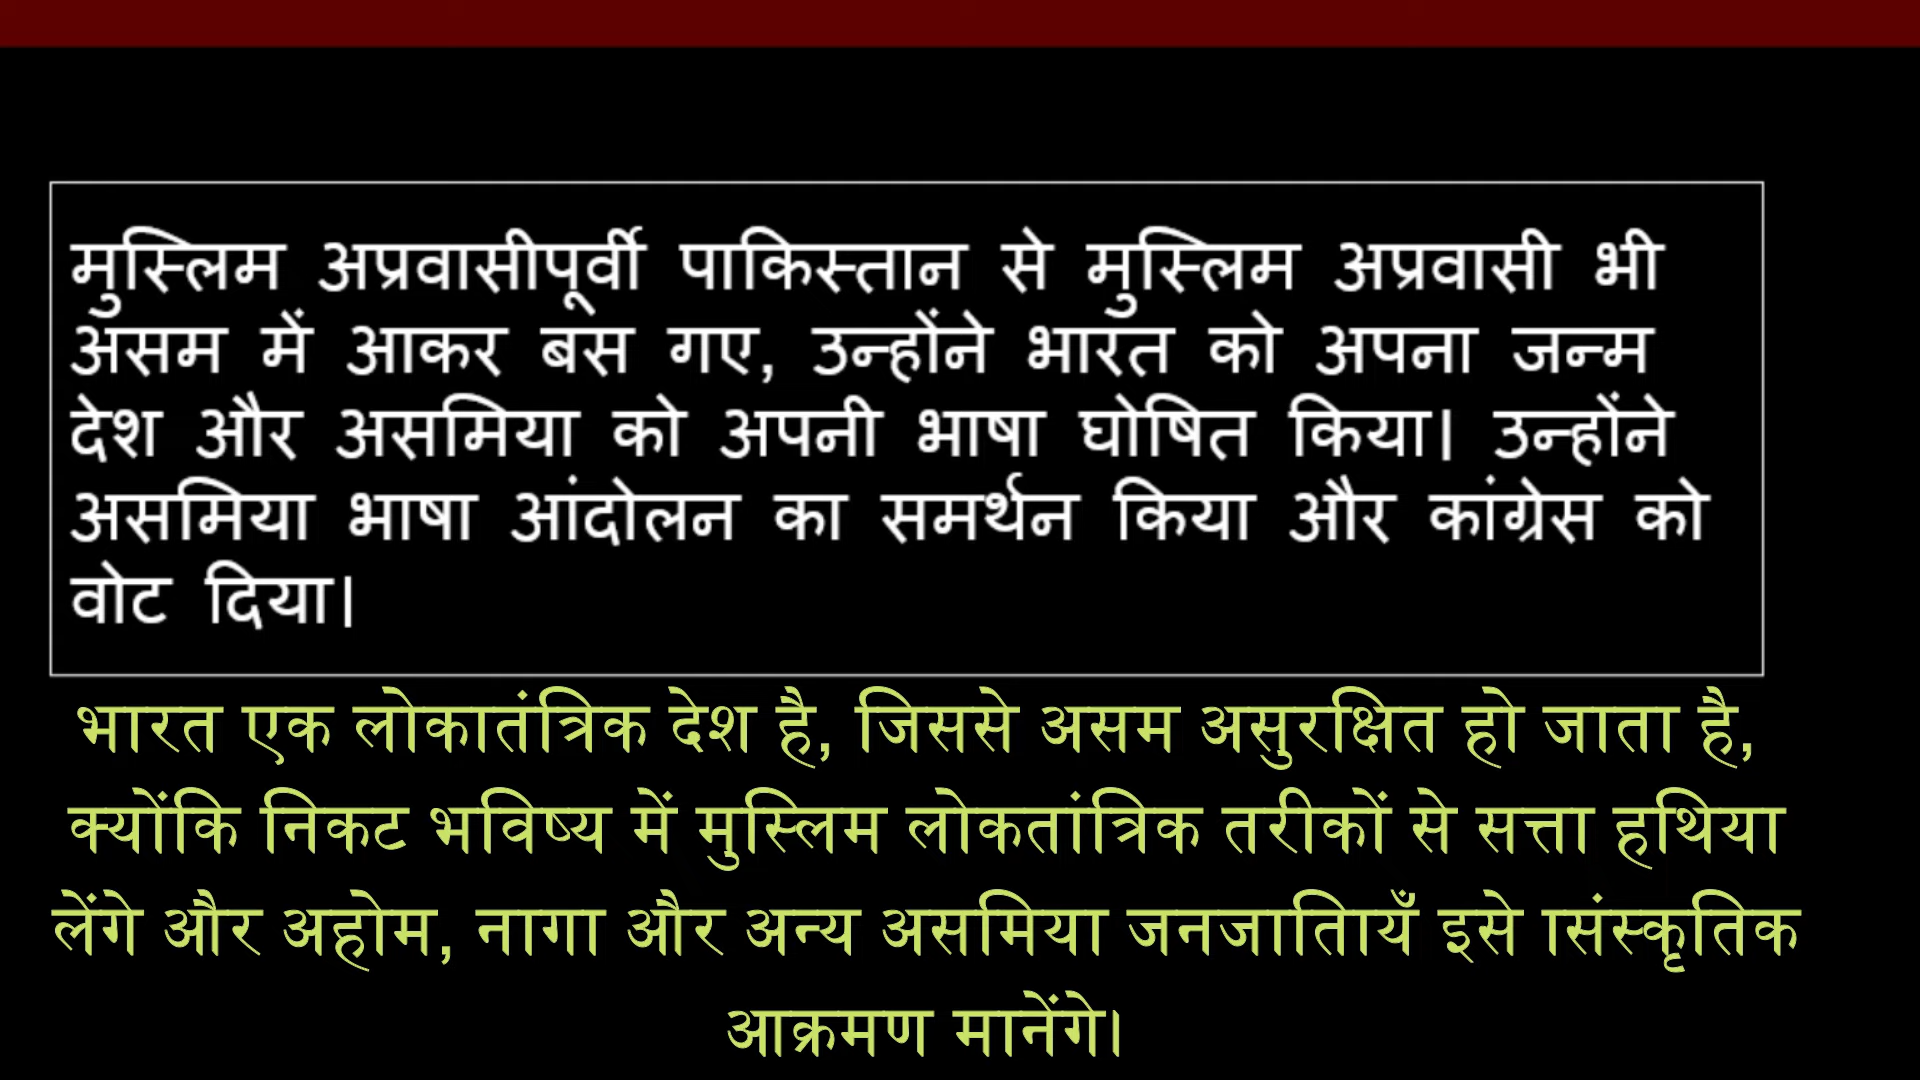 मुस्लिम अप्रवासीपूर्वी पाकिस्तान से मुस्लिम अप्रवासी भी
असम में आकर बस गए, उन्होंने भारत को अपना जन्म
देश और असमिया को अपनी भाषा घोषित किया। उन्होंने
असमिया भाषा आंदोलन का समर्थन किया और कांग्रेस को
वोट दिया।
भारत एक लोकातंत्रिक देश है, जिससे असम असुरक्षित हो जाता है,
क्योंकि निकट भविष्य में मुस्लिम लोकतांत्रिक तरीकों से सत्ता हथिया
लेंगे और अहोम, नागा और अन्य असमिया जनजातिायँ इसे ासंस्कृतिक
आक्रमण मानेंगे।